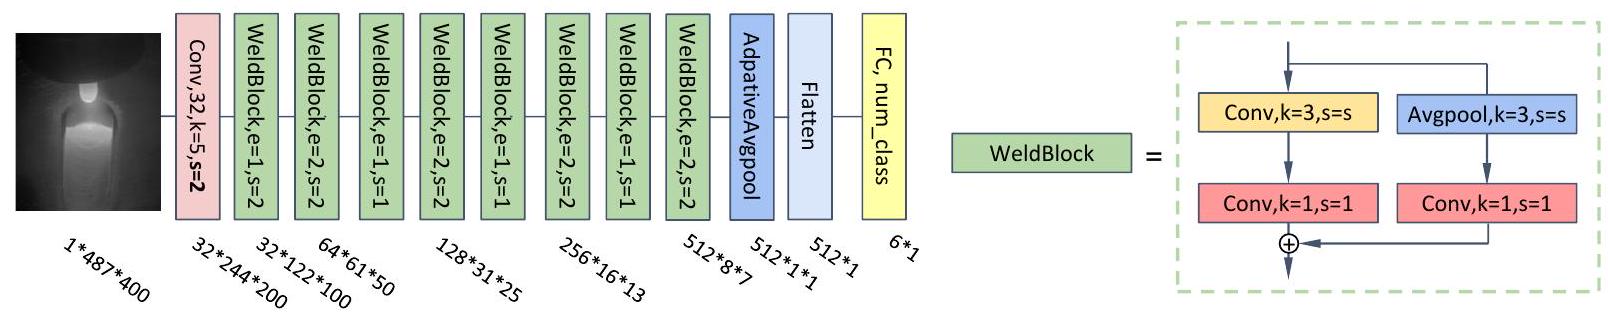 Conv,32,k=5,s=2
WeldBlock,e=1,s=2
WeldBlock,e=2,s=2
WeldBlock,e=1,s=1
WeldBlock,e=2,s=2
WeldBlock,e=1,s=1
WeldBlock,e=2,s=2
WeldBlock,e=1,s=1
WeldBlock,e=2,s=2
AdpativeAvgpool
Flatten
FC, num_class
1*487*400
32*244*200
32*122*100
64*61*50
128*31*25
256*16*13
512*8*7
512*1*1
512*1
6*1
WeldBlock
=
Conv,k=3,s=s
Avgpool,k=3,s=s
Conv,k=1,s=1
Conv,k=1,s=1